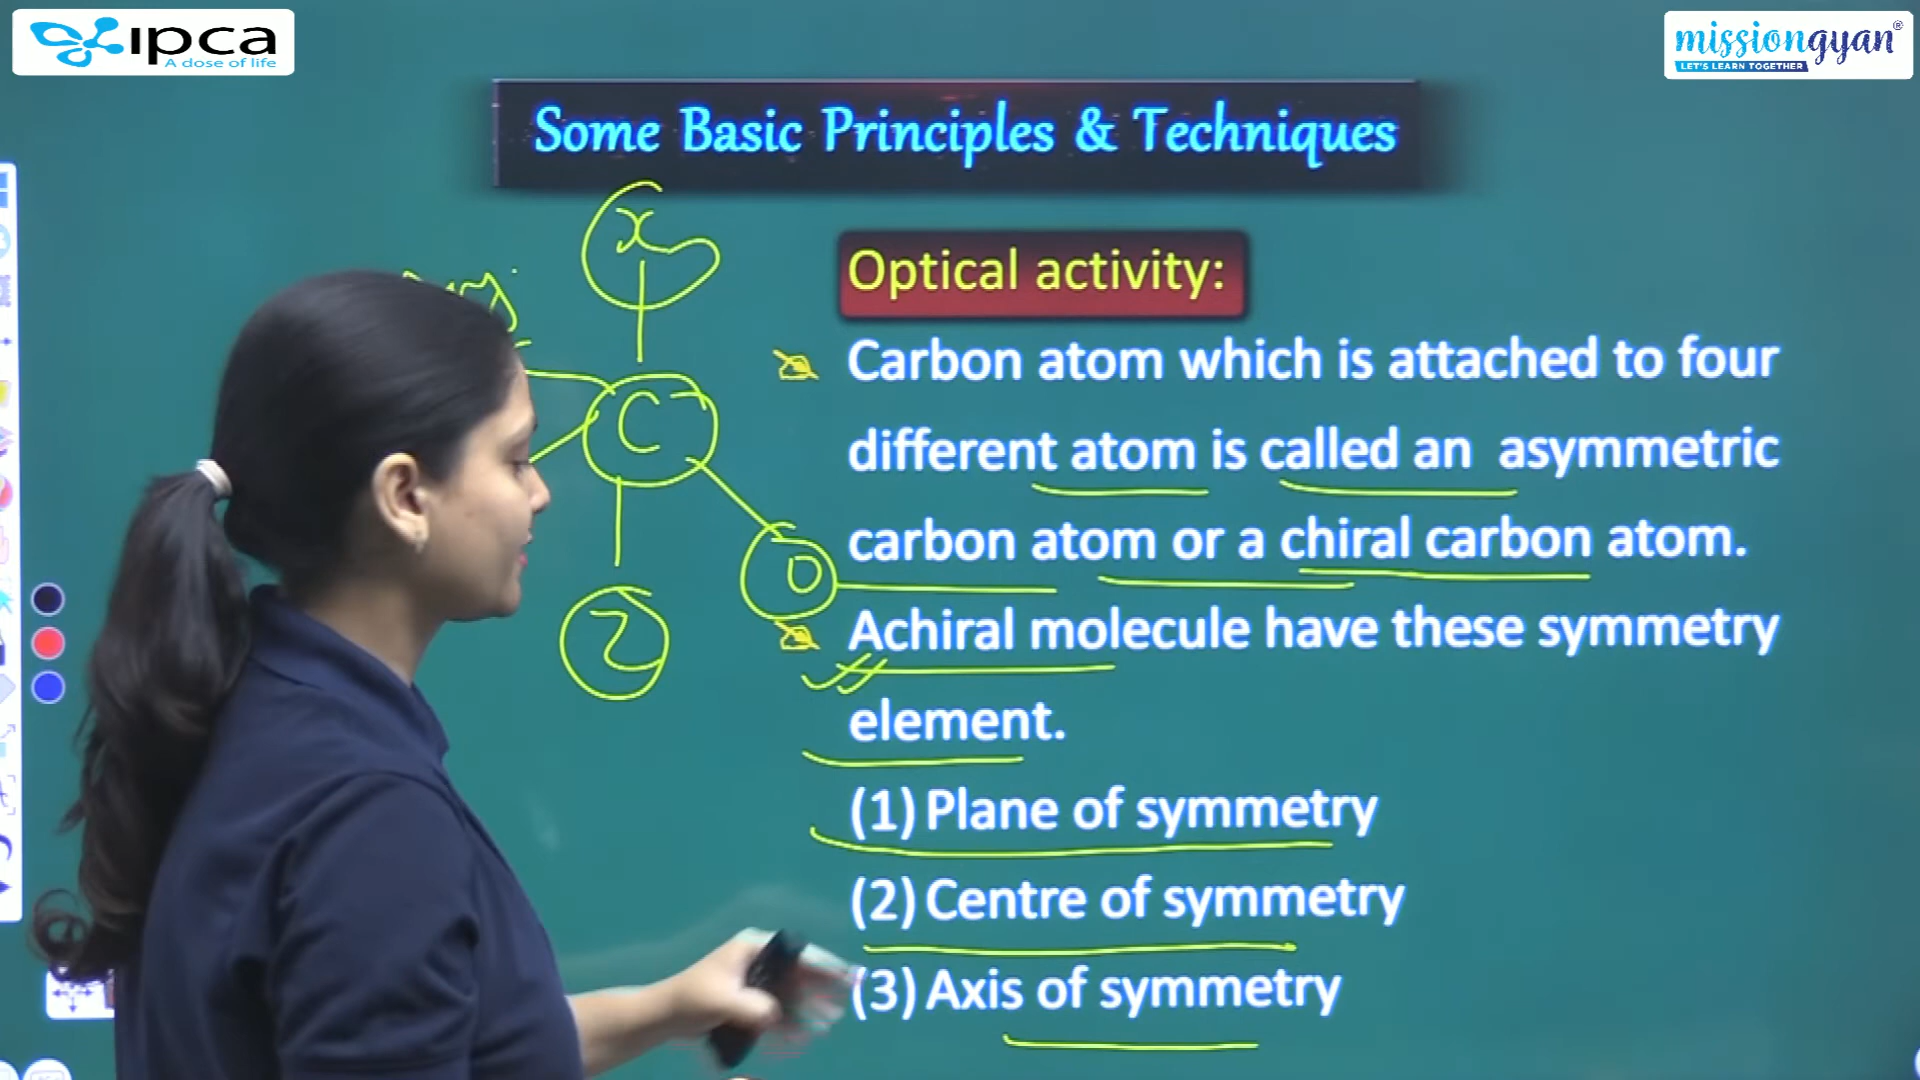 ipca
A dose of life
missiongyan®
LET'S LEARN TOGETHER
Some Basic Principles & Techniques
x
C
D
Z
Optical activity:
Carbon atom which is attached to four
different atom is called an asymmetric
carbon atom or a chiral carbon atom.
Achiral molecule have these symmetry
element.
(1) Plane of symmetry
(2) Centre of symmetry
(3) Axis of symmetry